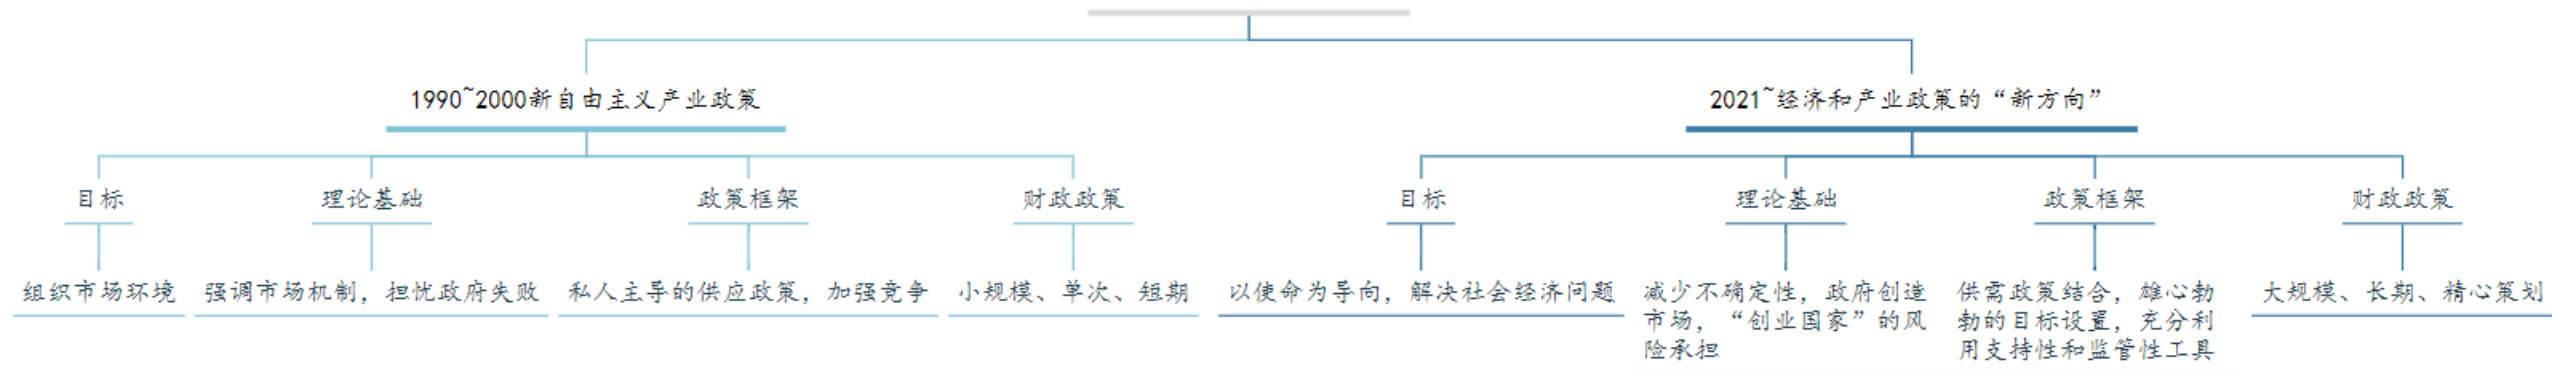 1990~2000新自由主义产业政策
2021~经济和产业政策的“新方向”
目标
理论基础
政策框架
财政政策
目标
理论基础
政策框架
财政政策
组织市场环境
强调市场机制，担忧政府失败
私人主导的供应政策，加强竞争
小规模、单次、短期
以使命为导向，解决社会经济问题
减少不确定性，政府创造
市场，“创业国家”的风
险承担
供需政策结合，雄心勃
勃的目标设置，充分利
用支持性和监管性工具
大规模、长期、精心策划